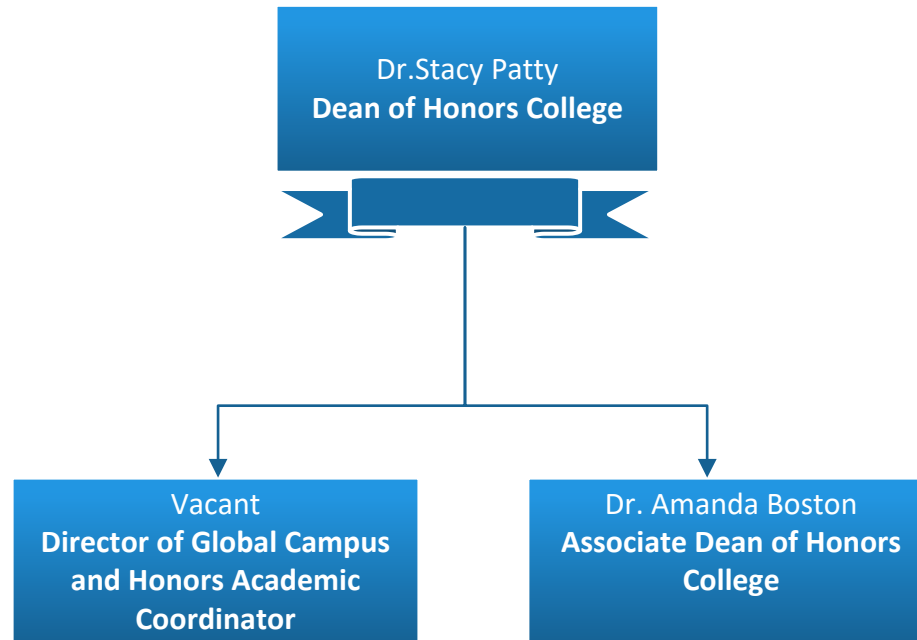 Dr.Stacy Patty
Dean of Honors College
Vacant
Director of Global Campus
and Honors Academic
Coordinator
Dr. Amanda Boston
Associate Dean of Honors
College